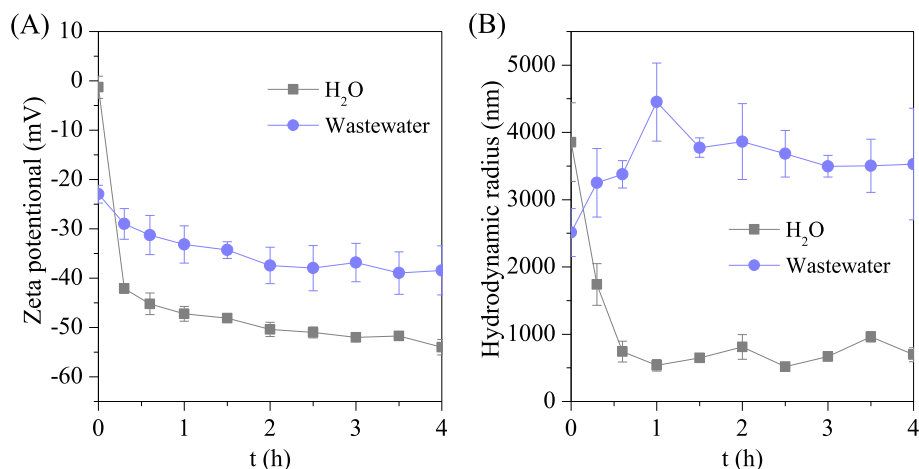 (A)
10
0
-10
-20
-30
-40
-50
-60
Zeta potentional (mV)
H₂O
Wastewater
0 1 2 3 4
t (h)
(B)
5000
4000
3000
2000
1000
0
Hydrodynamic radius (nm)
H₂O
Wastewater
0 1 2 3 4
t (h)